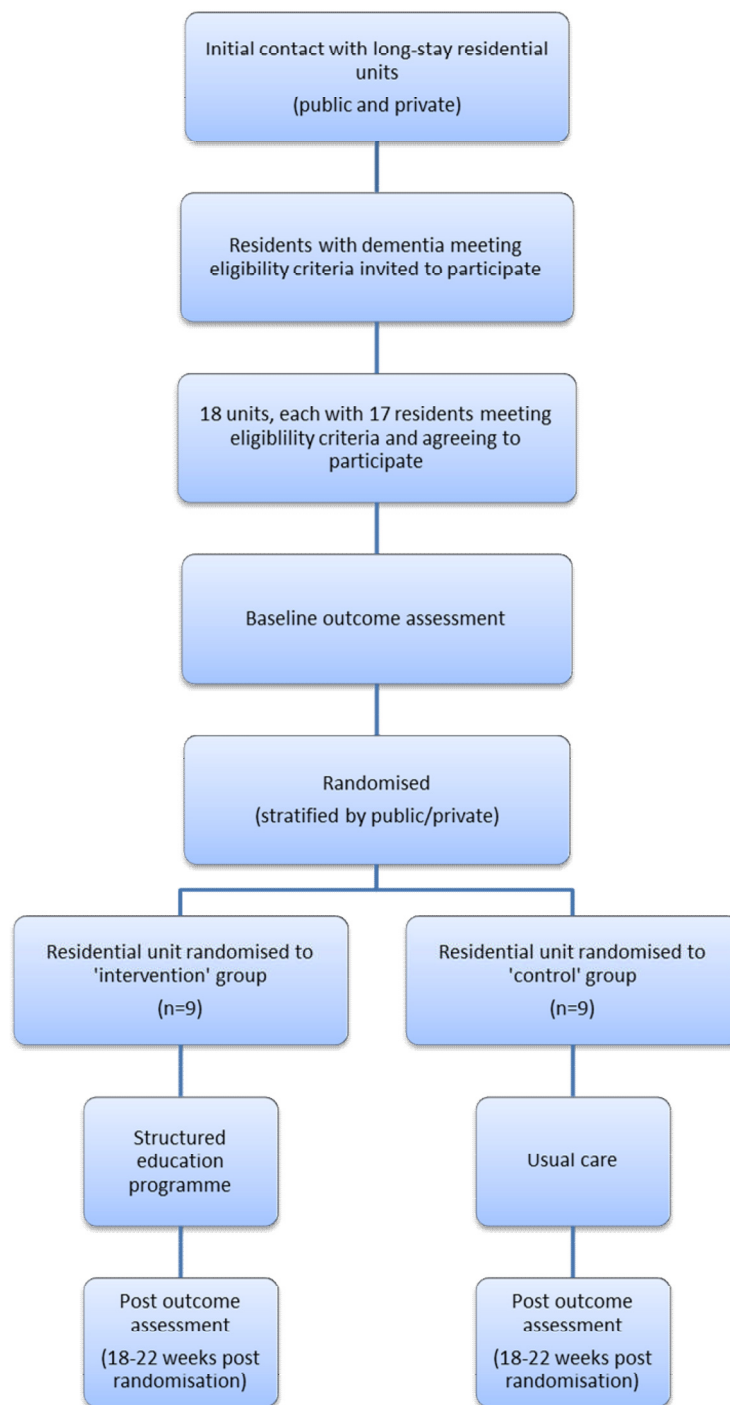 Initial contact with long-stay residential
units
(public and private)
Residents with dementia meeting
eligibility criteria invited to participate
18 units, each with 17 residents meeting
eligiblility criteria and agreeing to
participate
Baseline outcome assessment
Randomised
(stratified by public/private)
Residential unit randomised to
'intervention' group
(n=9)
Residential unit randomised to
'control' group
(n=9)
Structured
education
programme
Usual care
Post outcome
assessment
(18-22 weeks post
randomisation)
Post outcome
assessment
(18-22 weeks post
randomisation)